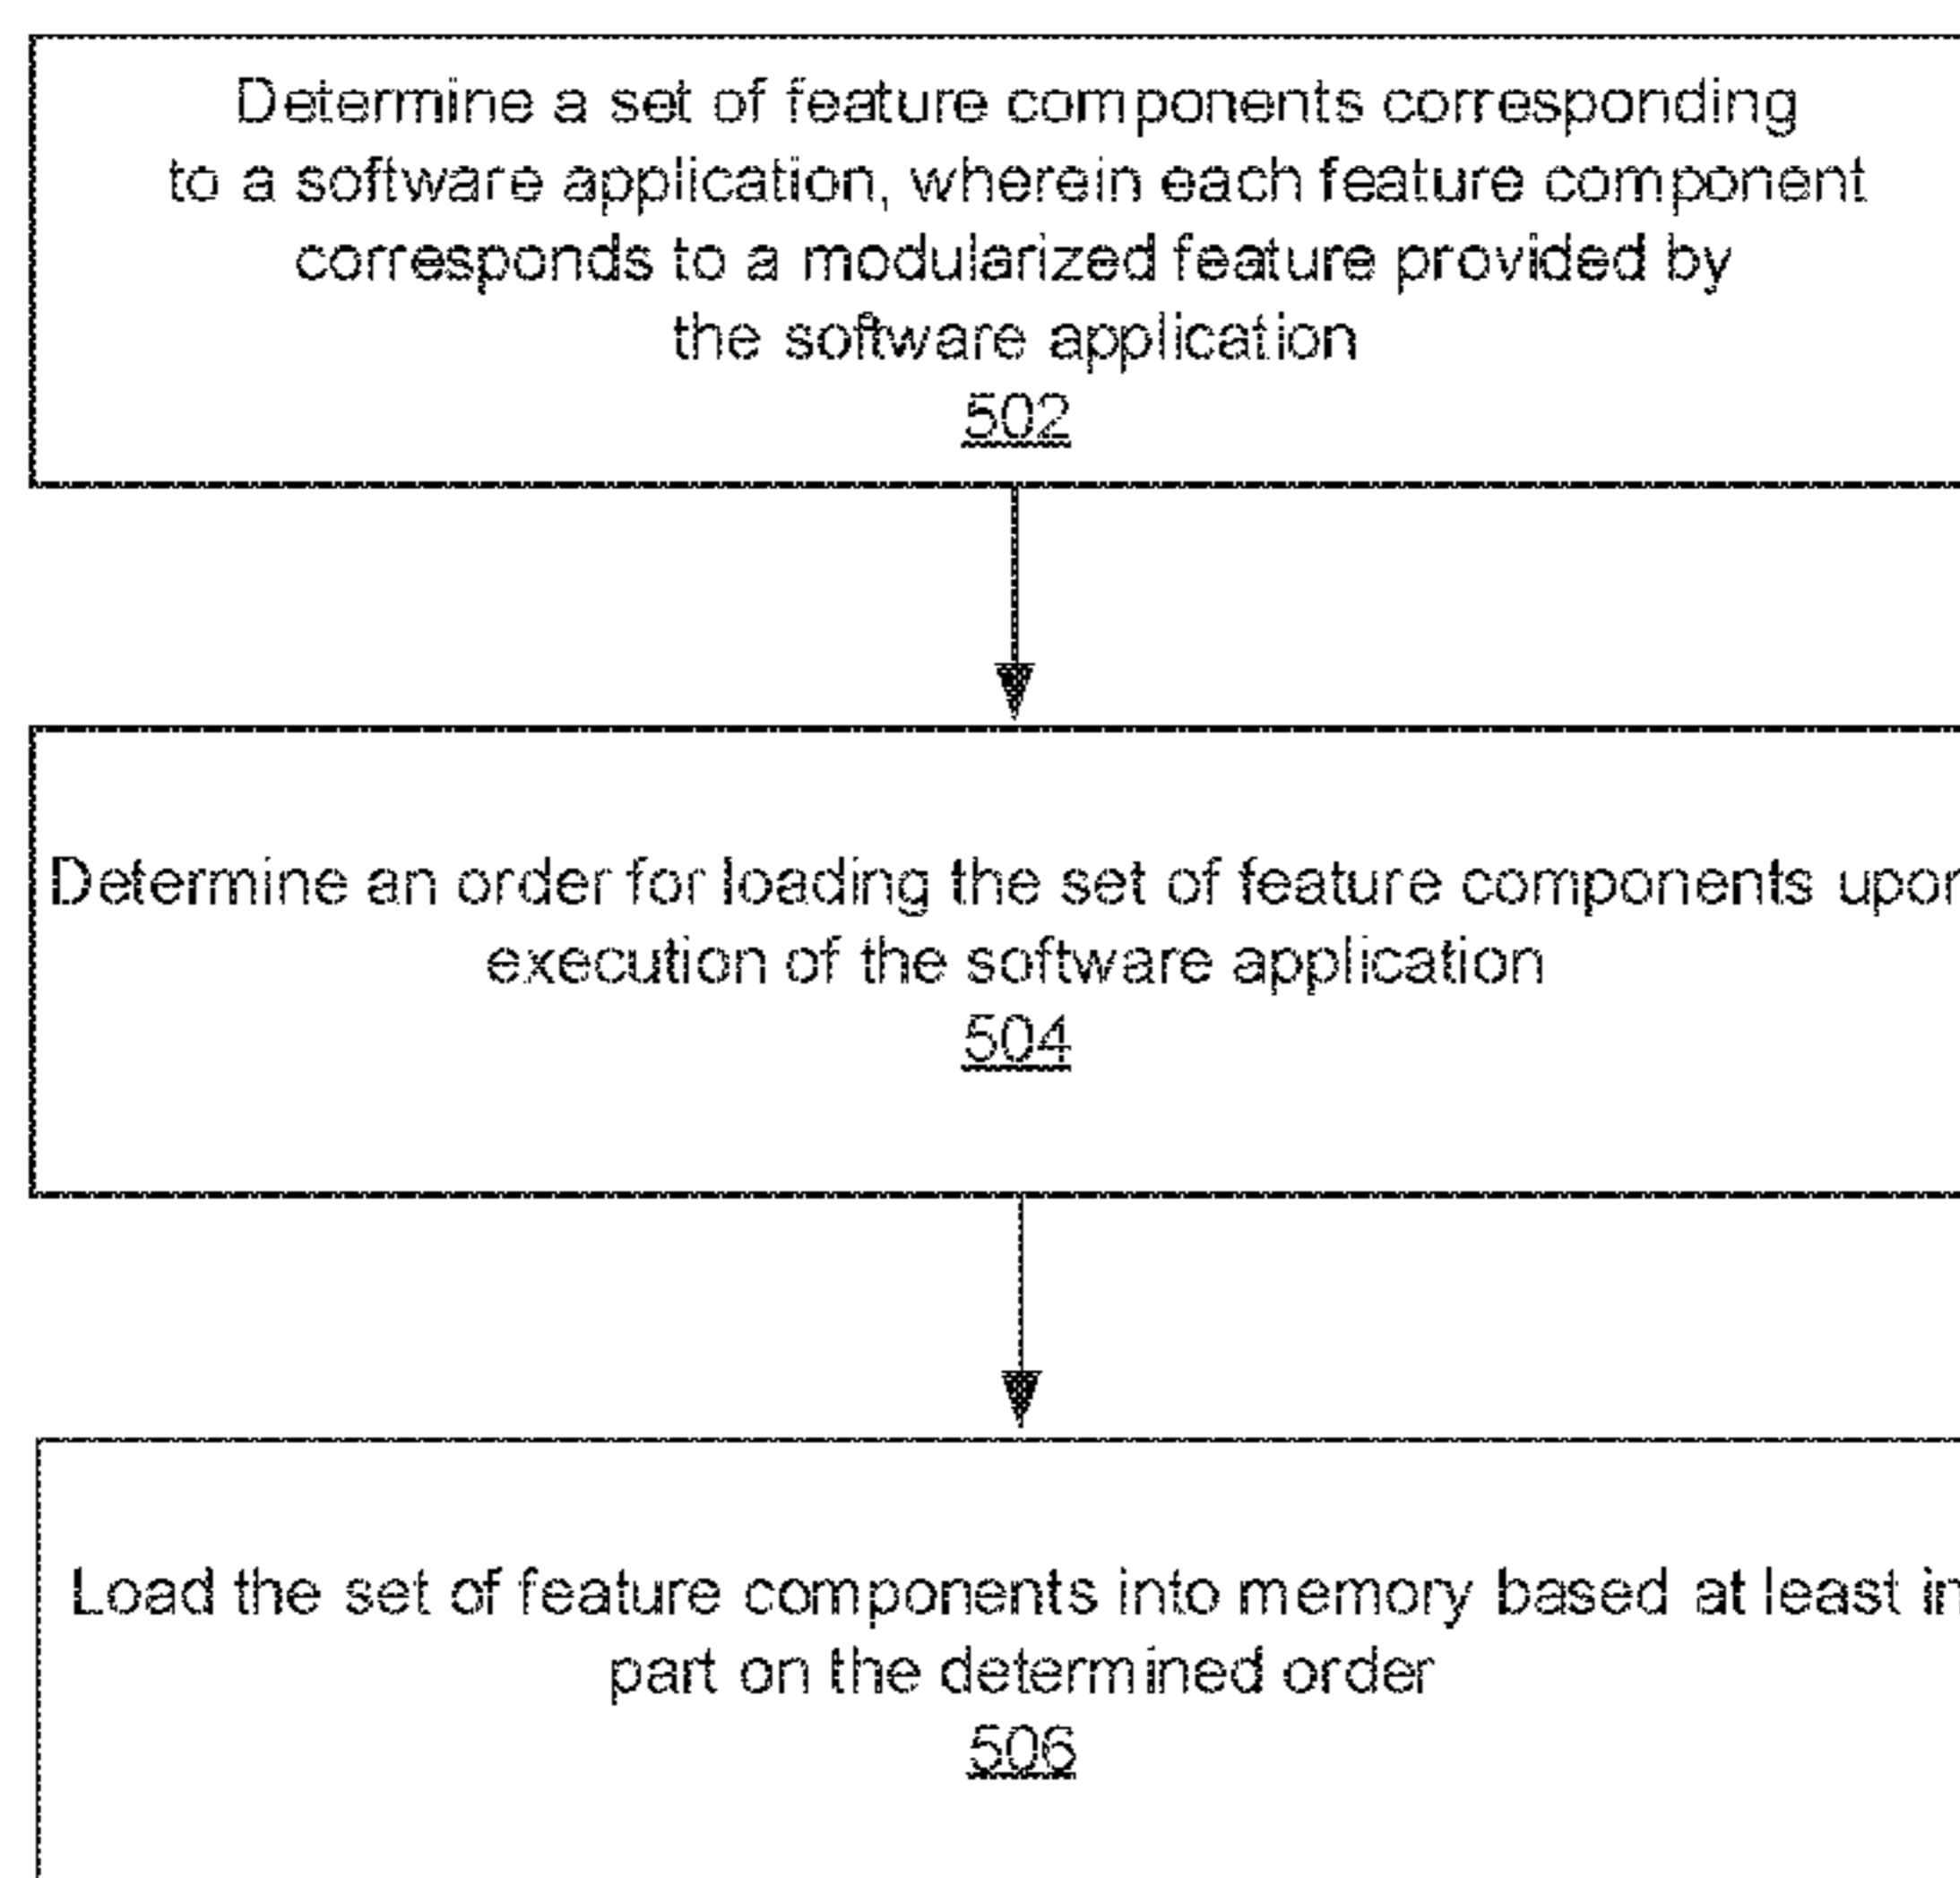 Determine a set of feature components corresponding
to a software application, wherein each feature component
corresponds to a modularized feature provided by
the software application
502
Determine an order for loading the set of feature components upon
execution of the software application
504
Load the set of feature components into memory based at least in
part on the determined order
506